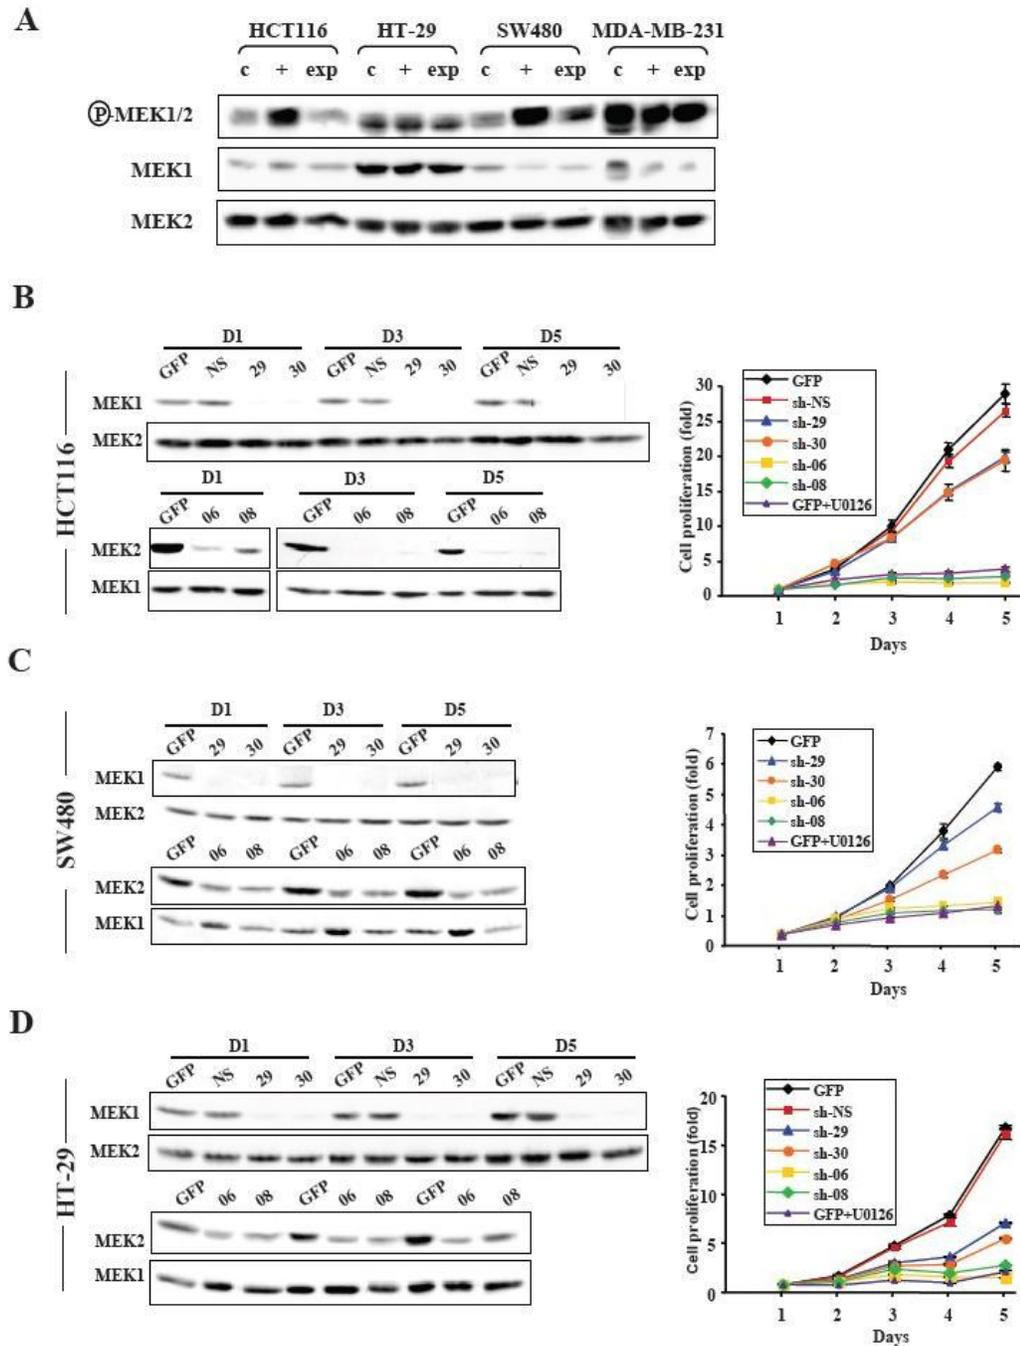 A
HCT116 HT-29 SW480 MDA-MB-231
c + exp c + exp c + exp c + exp
Ⓟ-MEK1/2
MEK1
MEK2
B
HCT116
D1 D3 D5
GFP NS 29 30 GFP NS 29 30 GFP NS 29 30
MEK1
MEK2
D1 D3 D5
GFP 06 08 GFP 06 08 GFP 06 08
MEK2
MEK1
Cell proliferation (fold)
30
25
20
15
10
5
0
GFP
sh-NS
sh-29
sh-30
sh-06
sh-08
GFP+U0126
1 2 3 4 5
Days
C
SW480
D1 D3 D5
GFP 29 30 GFP 29 30 GFP 29 30
MEK1
MEK2
GFP 06 08 GFP 06 08 GFP 06 08
MEK2
MEK1
Cell proliferation (fold)
7
6
5
4
3
2
1
0
GFP
sh-29
sh-30
sh-06
sh-08
GFP+U0126
1 2 3 4 5
Days
D
HT-29
D1 D3 D5
GFP NS 29 30 GFP NS 29 30 GFP NS 29 30
MEK1
MEK2
GFP 06 08 GFP 06 08 GFP 06 08
MEK2
MEK1
Cell proliferation (fold)
20
15
10
5
0
GFP
sh-NS
sh-29
sh-30
sh-06
sh-08
GFP+U0126
1 2 3 4 5
Days